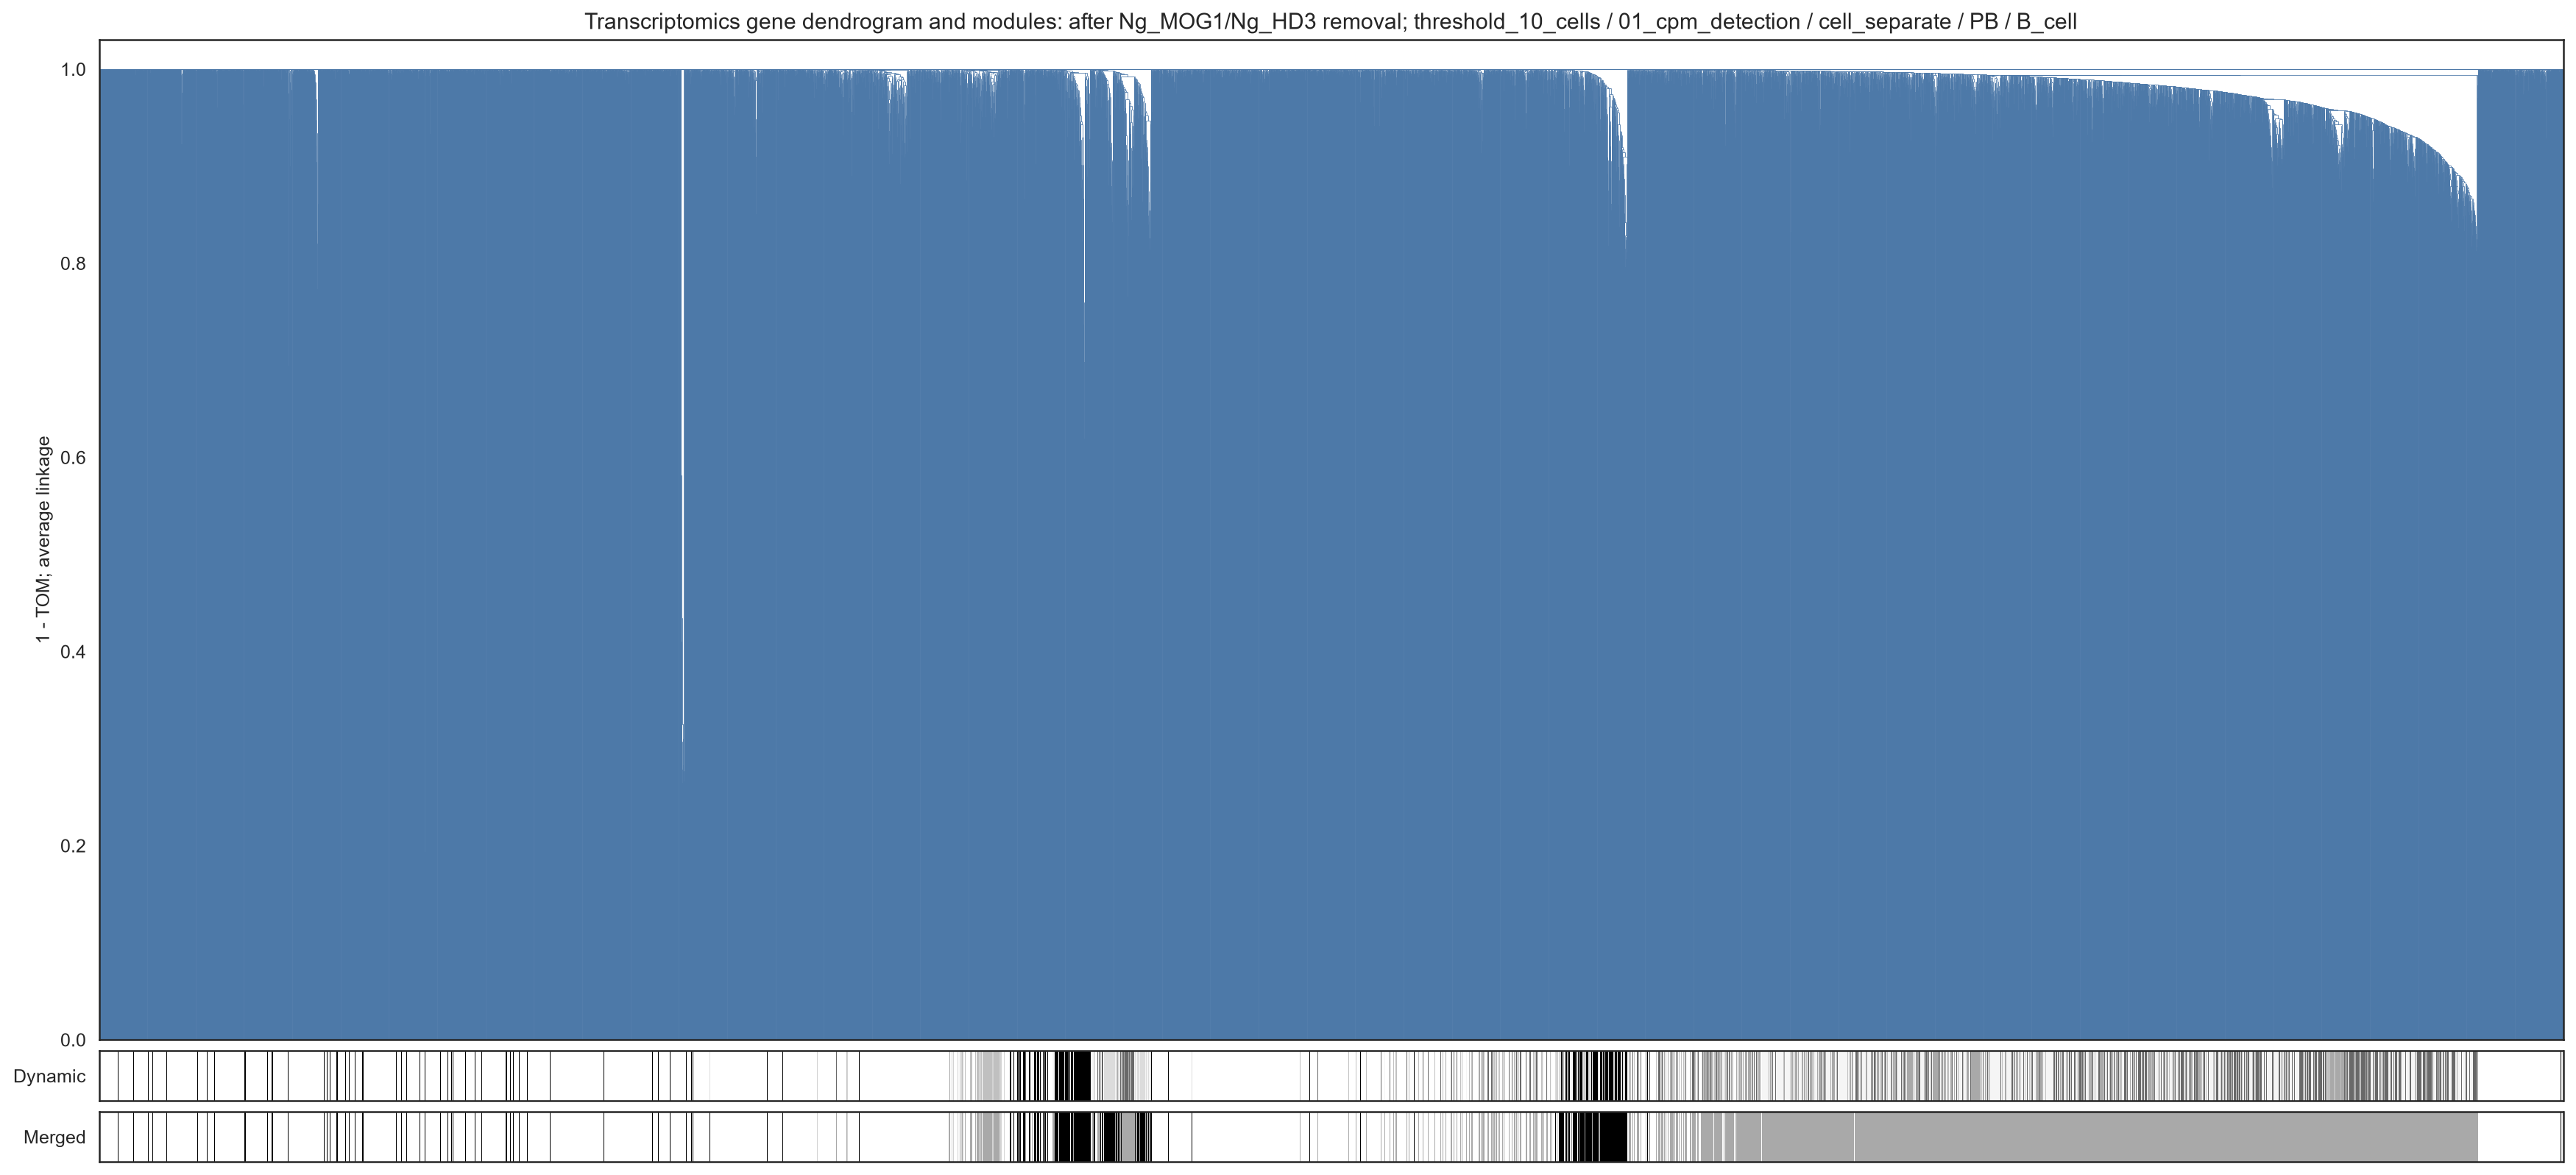 Transcriptomics gene dendrogram and modules: after Ng_MOG1/Ng_HD3 removal; threshold_10_cells / 01_cpm_detection / cell_separate / PB / B_cell
1.0
0.8
0.6
0.4
0.2
0.0
1 - TOM; average linkage
Dynamic
Merged